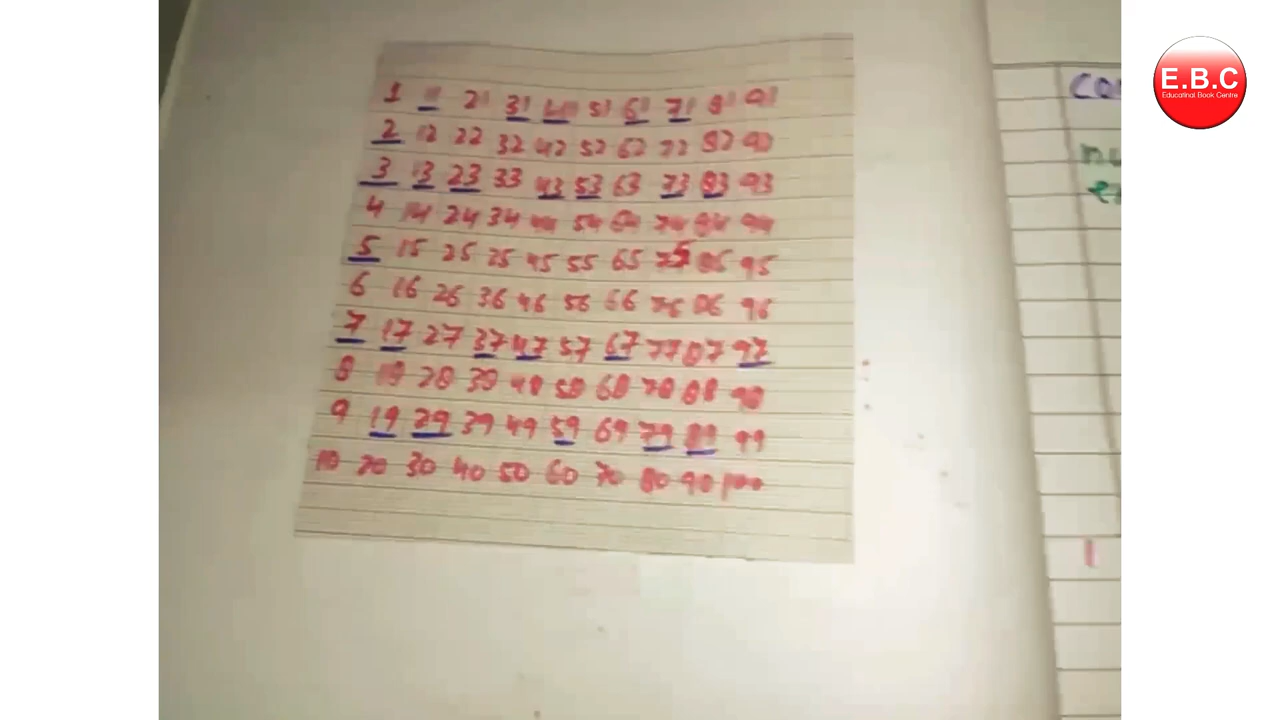 1 11 21 31 41 51 61 71 81 91
2 12 22 32 42 52 62 72 82 92
3 13 23 33 43 53 63 73 83 93
4 14 24 34 44 54 64 74 84 94
5 15 25 25 45 55 65 75 85 95
6 16 26 36 46 56 66 76 86 96
7 17 27 37 47 57 67 77 87 97
8 18 28 38 48 58 68 78 88 98
9 19 29 39 49 59 69 79 89 99
10 20 30 40 50 60 70 80 90 100
E.B.C
Educatinal Book Centre